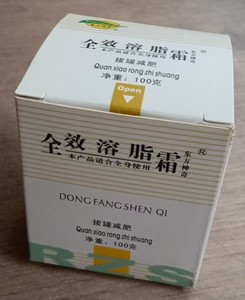 全效溶脂霜
拔罐减肥
Quan xiao rong zhi shuang
净重：100克
Open
全效溶脂霜®
东方神奇
本产品适合全身使用
DONG FANG SHEN QI
拔罐减肥
Quan xiao rong zhi shuang
净重：100克
RZS